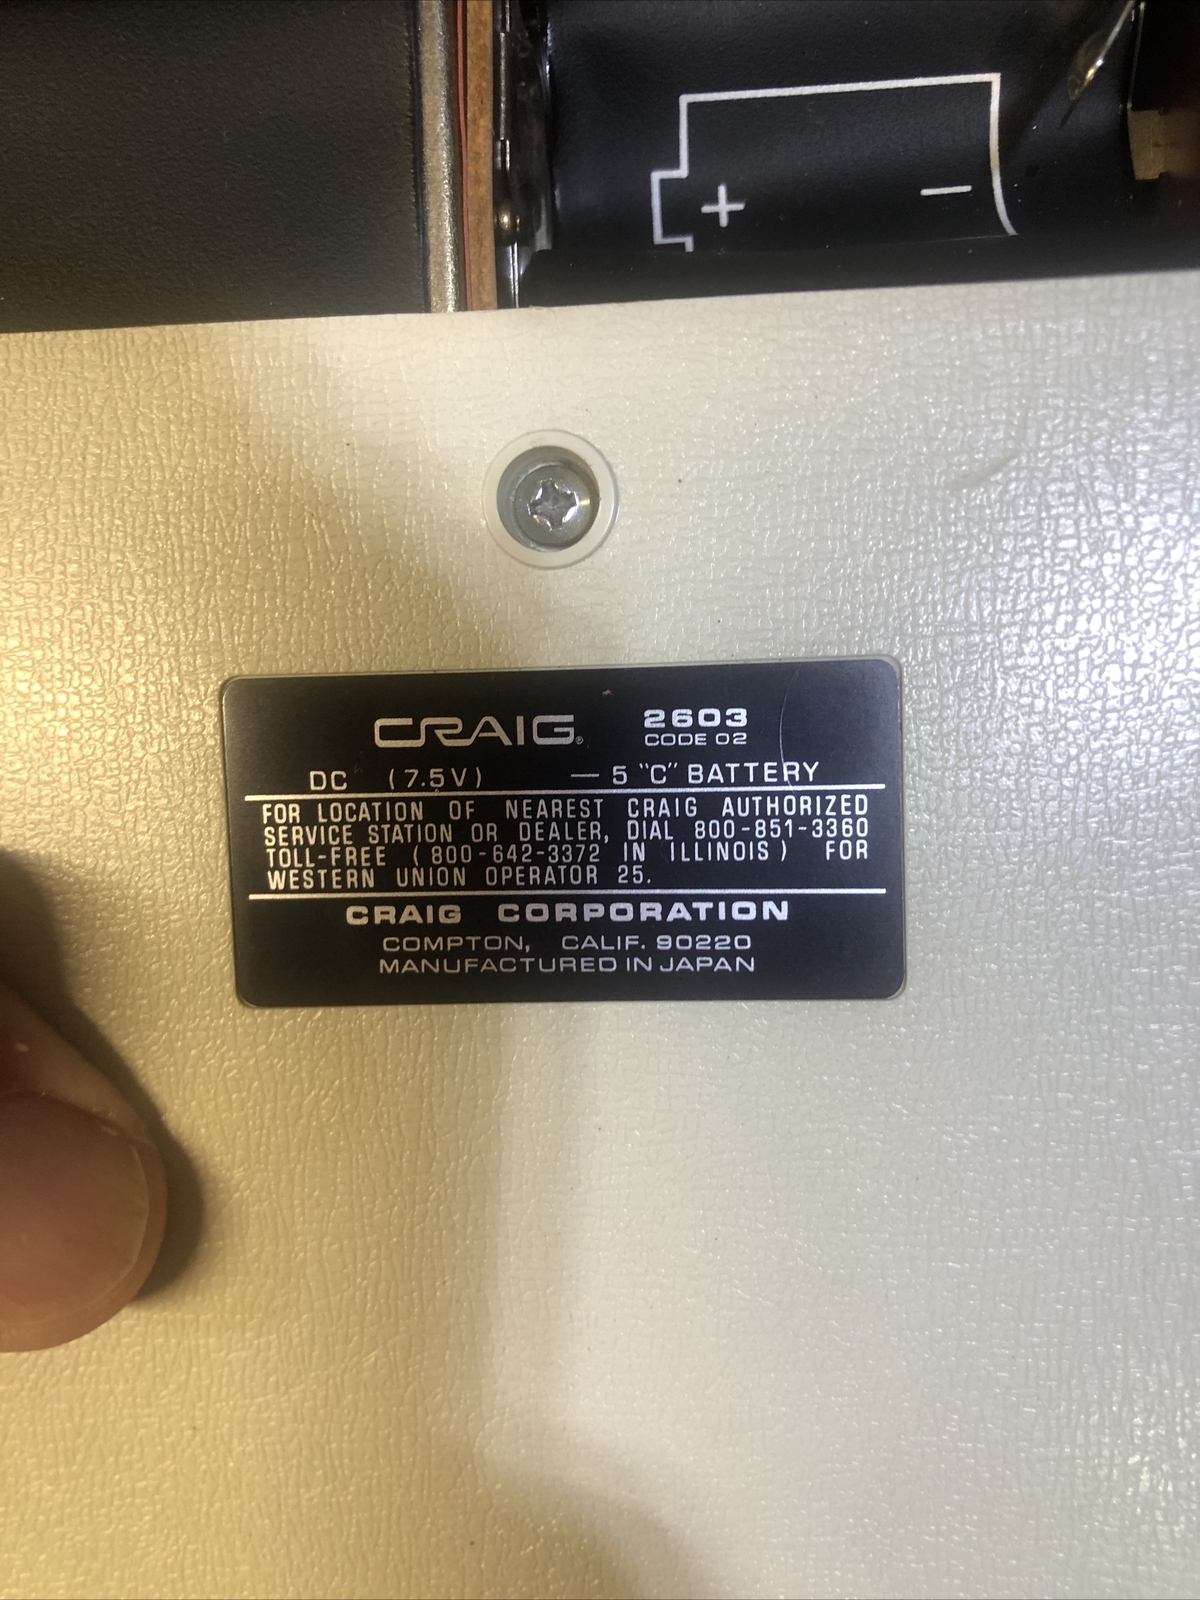 + −
CRAIG® 2603
CODE 02
DC (7.5V) — 5 "C" BATTERY
FOR LOCATION OF NEAREST CRAIG AUTHORIZED
SERVICE STATION OR DEALER, DIAL 800-851-3360
TOLL-FREE (800-642-3372 IN ILLINOIS) FOR
WESTERN UNION OPERATOR 25.
CRAIG CORPORATION
COMPTON, CALIF. 90220
MANUFACTURED IN JAPAN